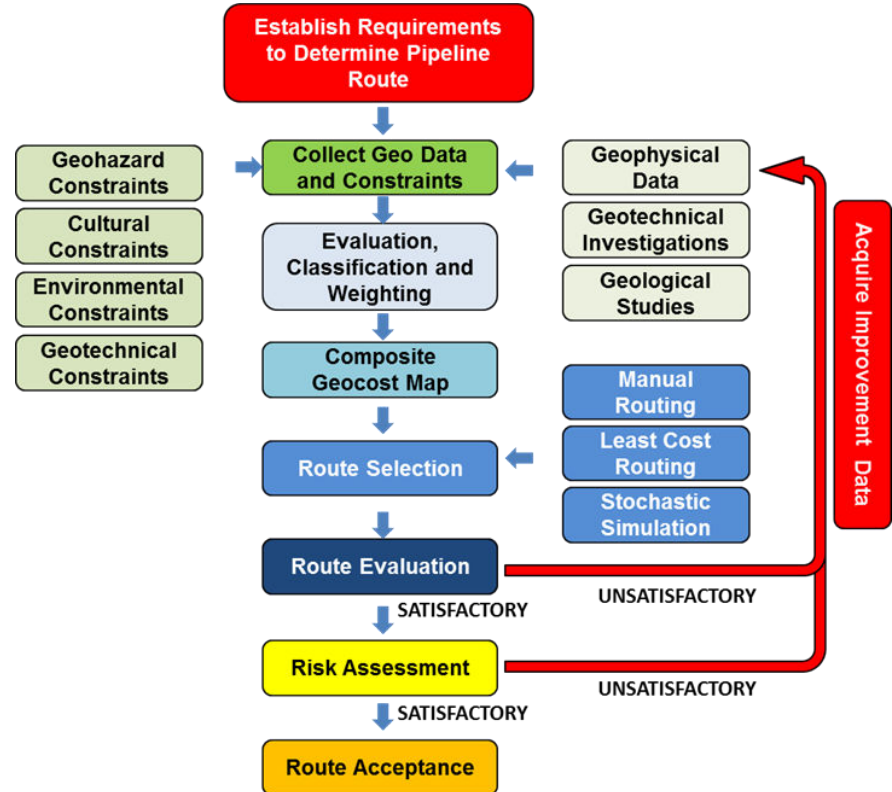 Establish Requirements
to Determine Pipeline
Route
Geohazard
Constraints
Cultural
Constraints
Environmental
Constraints
Geotechnical
Constraints
Collect Geo Data
and Constraints
Geophysical
Data
Geotechnical
Investigations
Geological
Studies
Evaluation,
Classification and
Weighting
Composite
Geocost Map
Manual
Routing
Least Cost
Routing
Stochastic
Simulation
Route Selection
Route Evaluation
SATISFACTORY
UNSATISFACTORY
Risk Assessment
SATISFACTORY
UNSATISFACTORY
Route Acceptance
Acquire Improvement Data